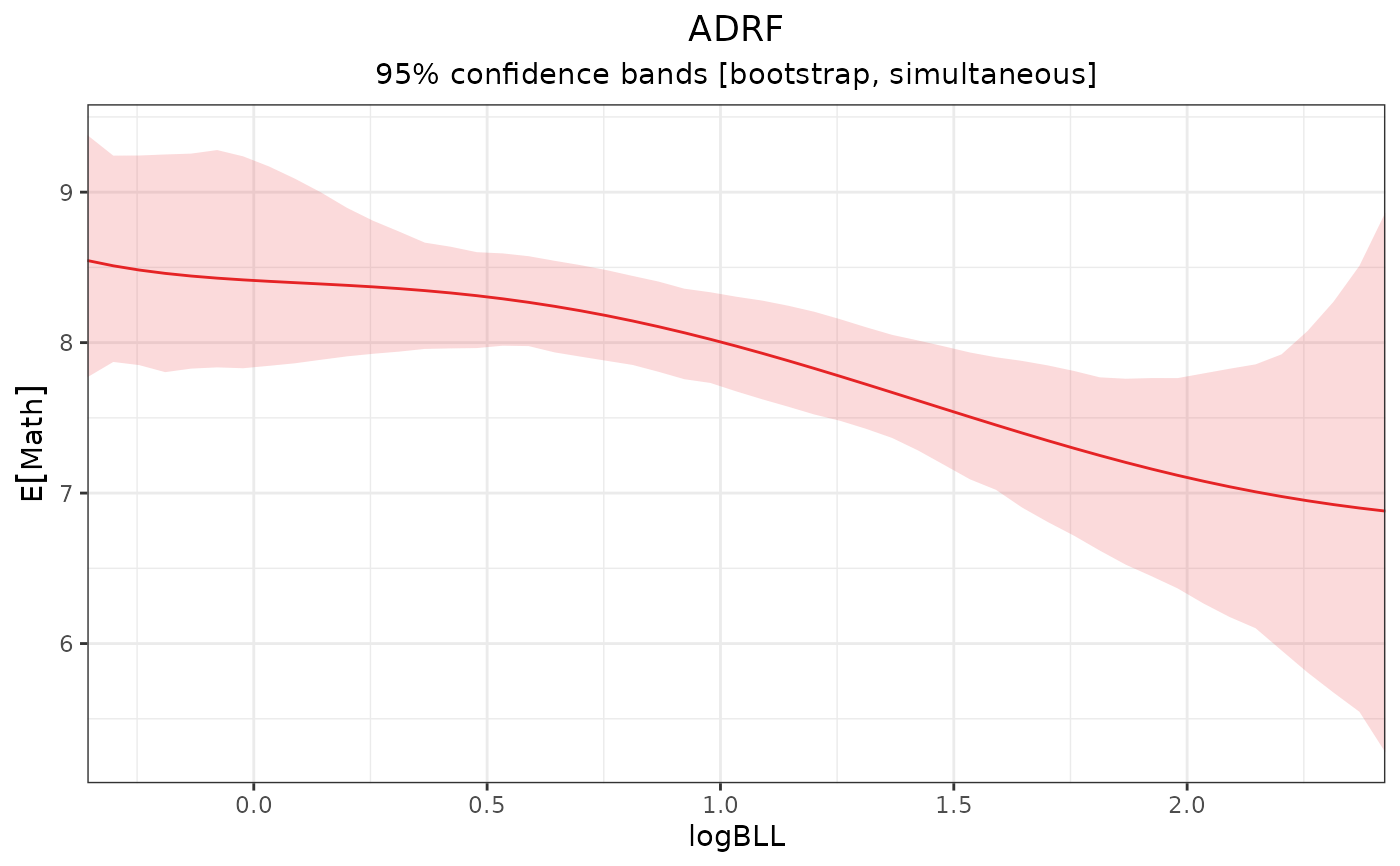 ADRF
95% confidence bands [bootstrap, simultaneous]
E[Math]
9
8
7
6
0.0
0.5
1.0
1.5
2.0
logBLL